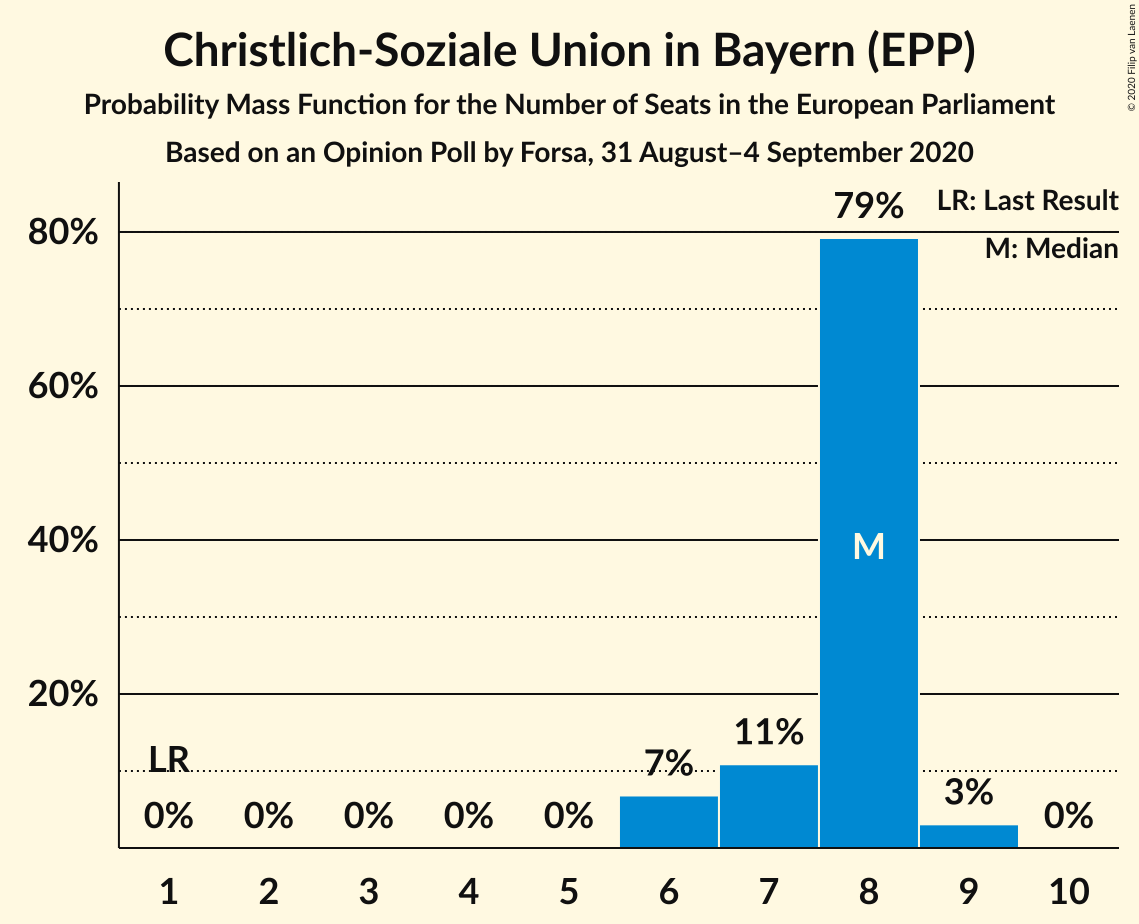 Christlich-Soziale Union in Bayern (EPP)
Probability Mass Function for the Number of Seats in the European Parliament
Based on an Opinion Poll by Forsa, 31 August–4 September 2020
© 2020 Filip van Laenen
LR: Last Result
M: Median
79%
80%
60%
40%
M
20%
11%
LR
7%
3%
0% 0% 0% 0% 0% 0%
1 2 3 4 5 6 7 8 9 10